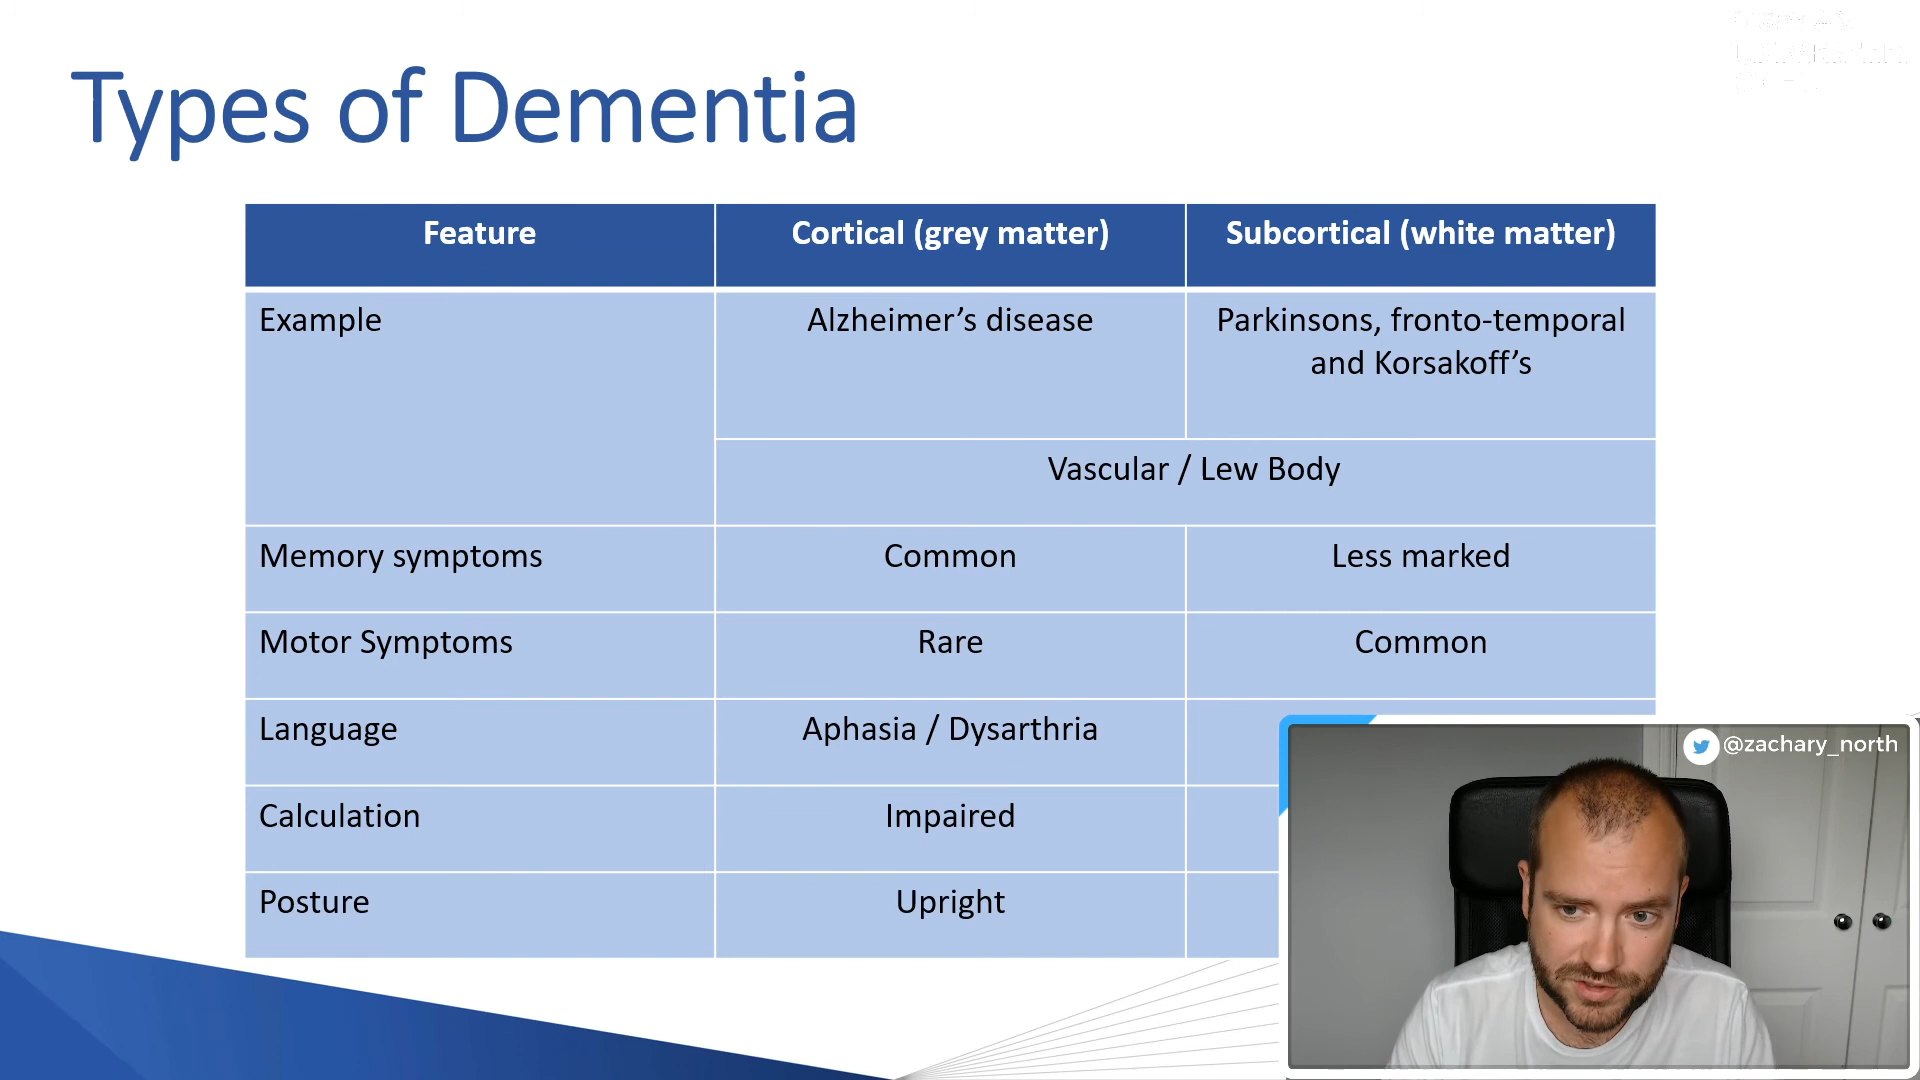 Types of Dementia
Feature
Cortical (grey matter)
Subcortical (white matter)
Example
Alzheimer’s disease
Parkinsons, fronto-temporal
and Korsakoff’s
Vascular / Lew Body
Memory symptoms
Common
Less marked
Motor Symptoms
Rare
Common
Language
Aphasia / Dysarthria
Calculation
Impaired
Posture
Upright
@zachary_north